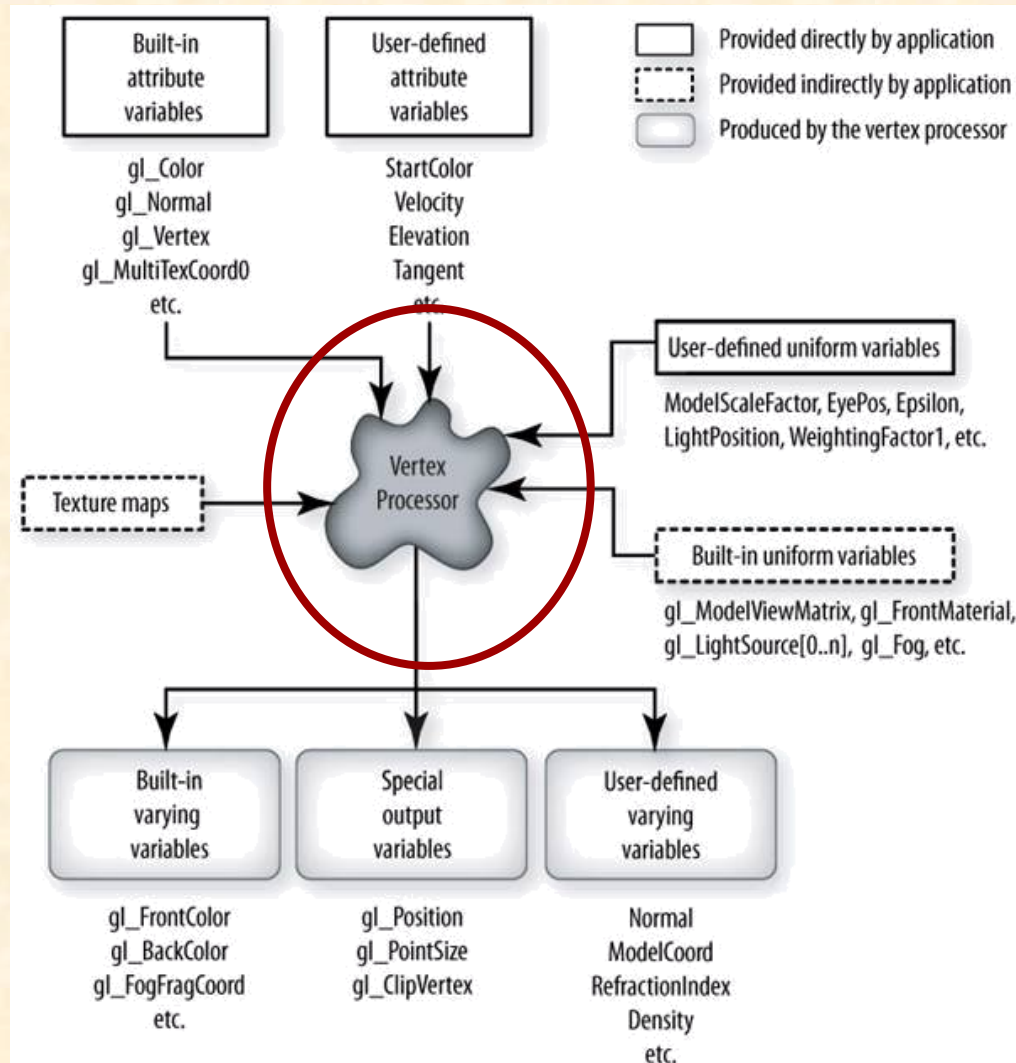 Built-in
attribute
variables
User-defined
attribute
variables
Provided directly by application
Provided indirectly by application
Produced by the vertex processor
gl_Color
gl_Normal
gl_Vertex
gl_MultiTexCoord0
etc.
StartColor
Velocity
Elevation
Tangent
etc.
User-defined uniform variables
ModelScaleFactor, EyePos, Epsilon,
LightPosition, WeightingFactor1, etc.
Vertex
Processor
Texture maps
Built-in uniform variables
gl_ModelViewMatrix, gl_FrontMaterial,
gl_LightSource[0..n], gl_Fog, etc.
Built-in
varying
variables
Special
output
variables
User-defined
varying
variables
gl_FrontColor
gl_BackColor
gl_FogFragCoord
etc.
gl_Position
gl_PointSize
gl_ClipVertex
Normal
ModelCoord
RefractionIndex
Density
etc.